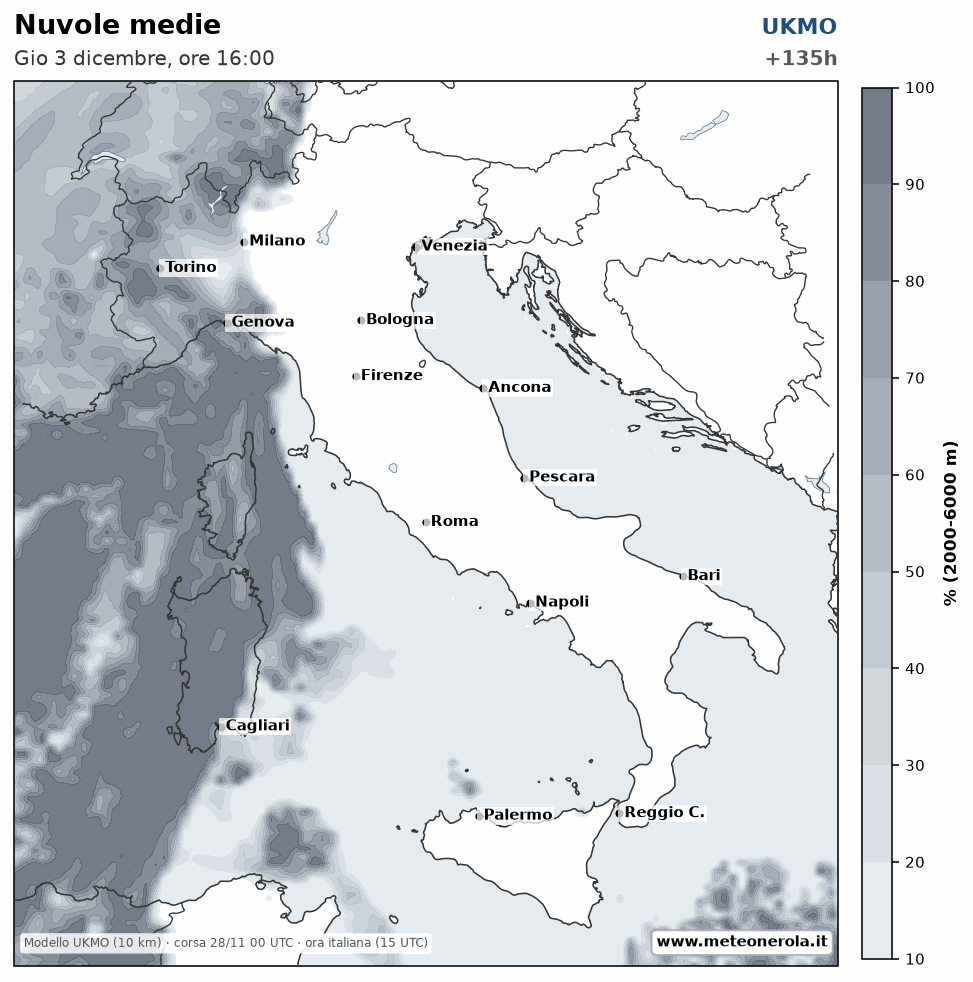 Nuvole medie
UKMO
Gio 3 dicembre, ore 16:00
+135h
Milano
Venezia
Torino
Genova
Bologna
Firenze
Ancona
Pescara
Roma
Bari
Napoli
Cagliari
Palermo
Reggio C.
Modello UKMO (10 km) · corsa 28/11 00 UTC · ora italiana (15 UTC)
www.meteonerola.it
100
90
80
70
60
50
40
30
20
10
% (2000-6000 m)